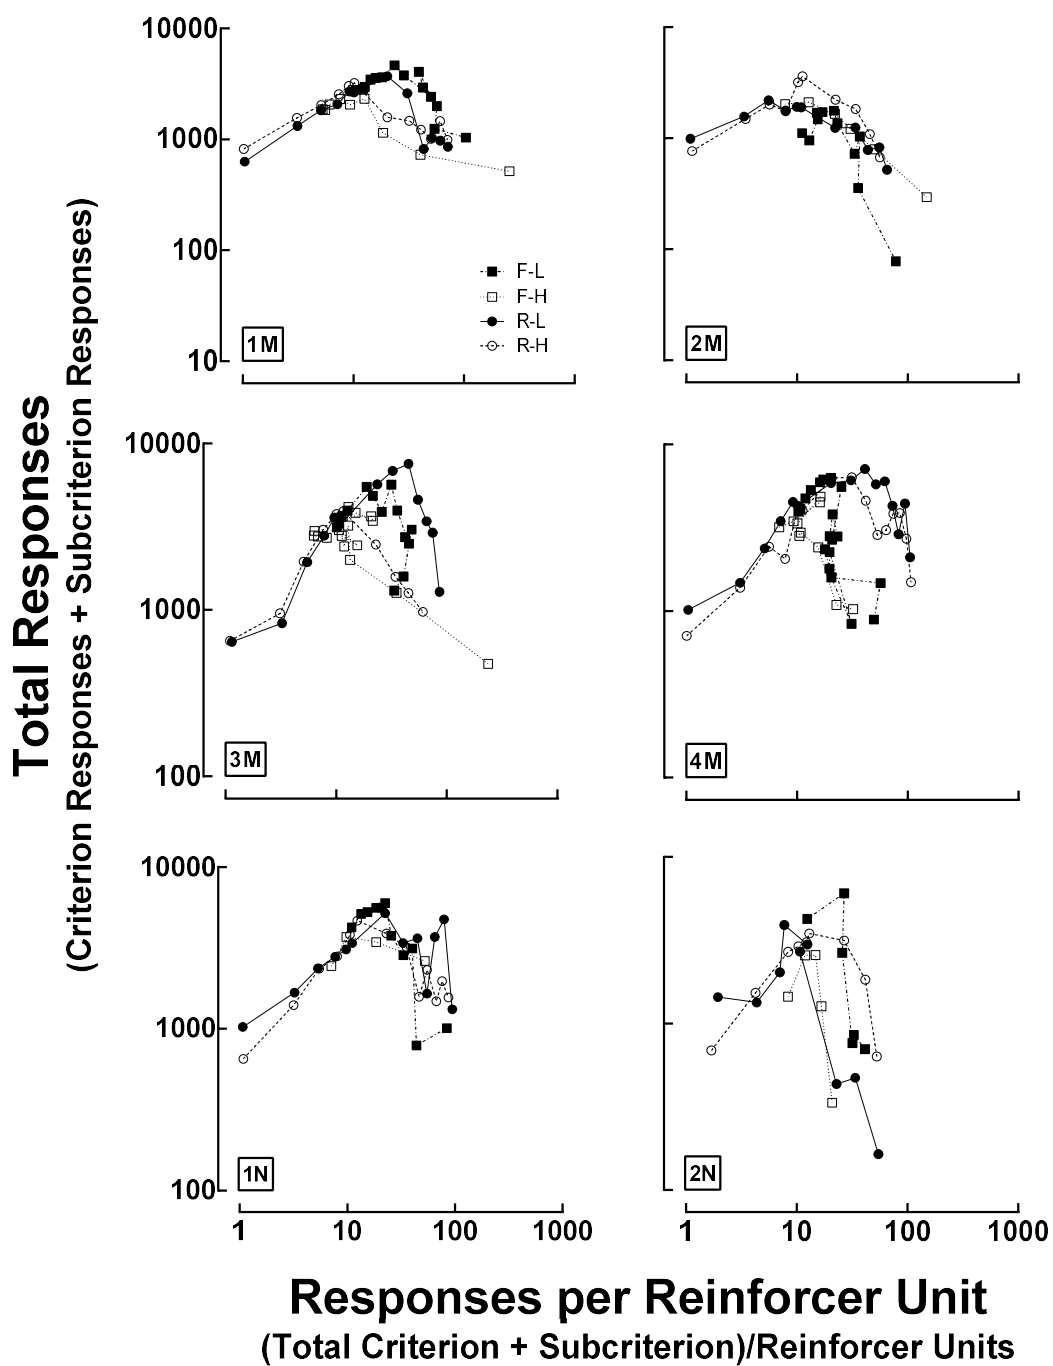 10000
1000
100
10
F-L
F-H
R-L
R-H
1M
2M
Total Responses
(Criterion Responses + Subcriterion Responses)
10000
1000
100
3M
4M
10000
1000
100
1N
2N
1 10 100 1000
1 10 100 1000
Responses per Reinforcer Unit
(Total Criterion + Subcriterion)/Reinforcer Units